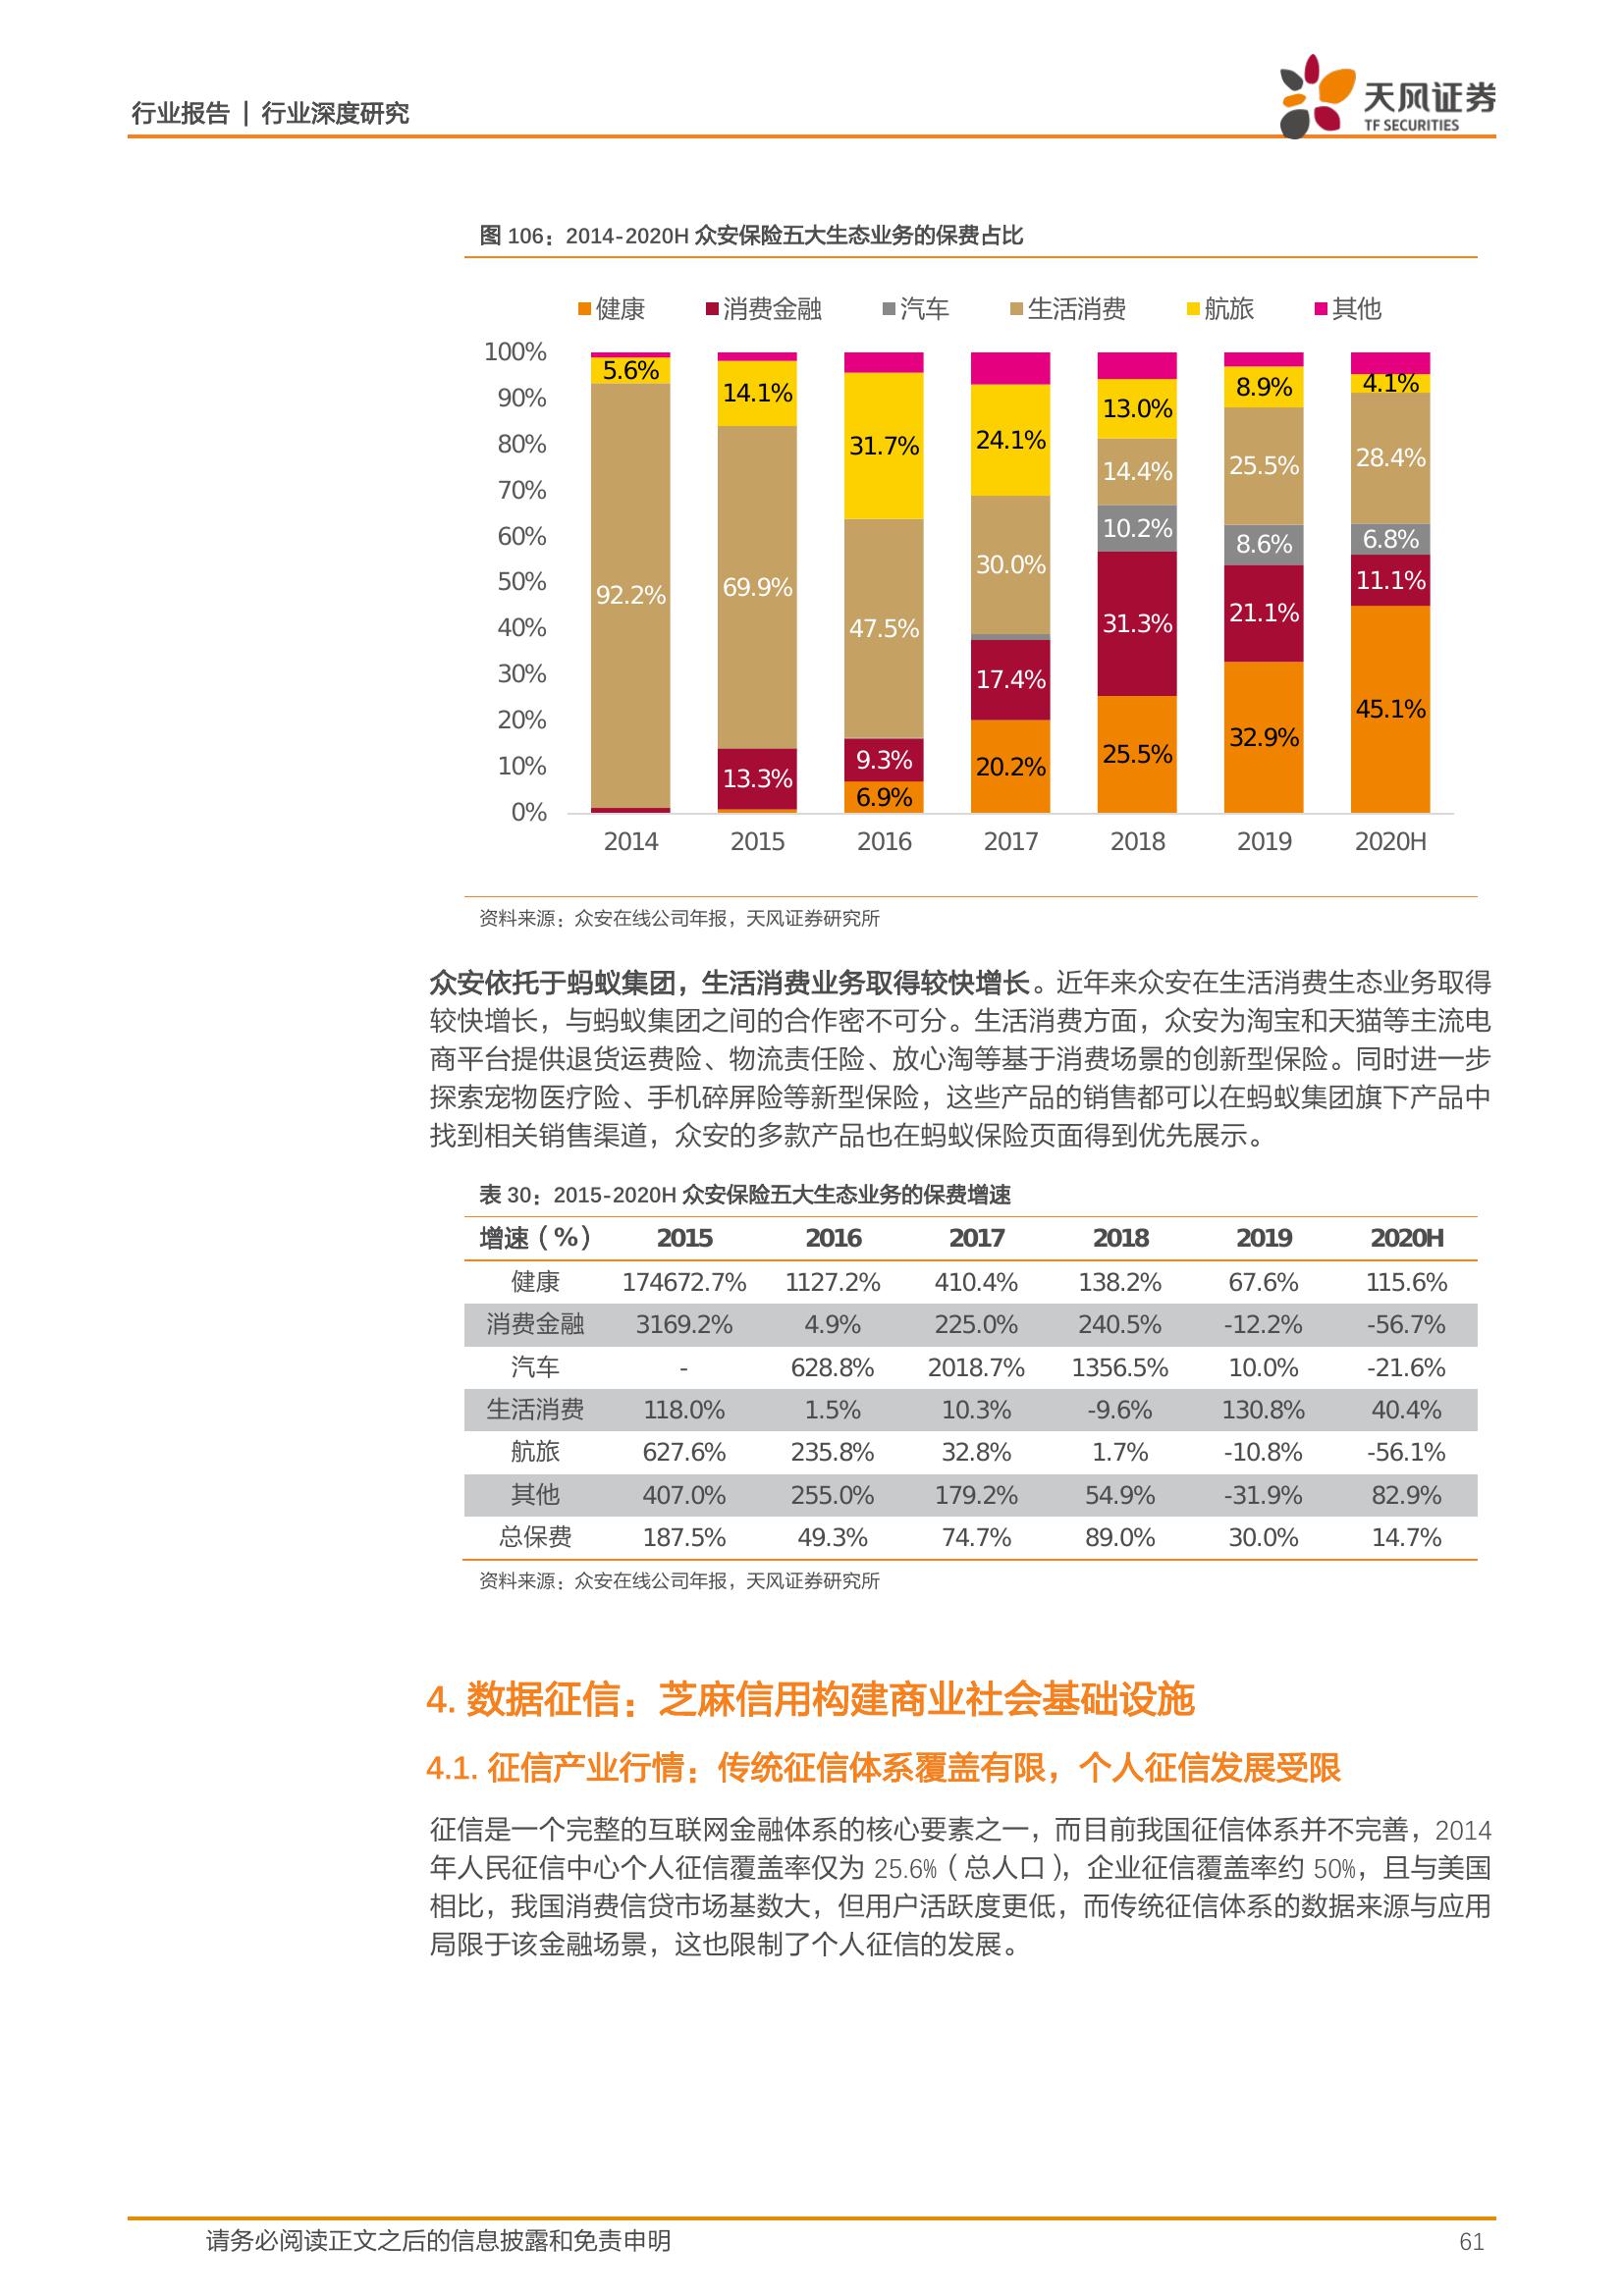 行业报告 | 行业深度研究
天风证券
TF SECURITIES
图 106：2014-2020H 众安保险五大生态业务的保费占比
健康 消费金融 汽车 生活消费 航旅 其他
100%
90%
80%
70%
60%
50%
40%
30%
20%
10%
0%
5.6% 14.1% 31.7% 24.1% 13.0% 8.9% 4.1%
92.2% 69.9% 47.5% 30.0% 14.4% 25.5% 28.4%
10.2% 8.6% 6.8%
13.3% 9.3% 17.4% 31.3% 21.1% 11.1%
6.9% 20.2% 25.5% 32.9% 45.1%
2014 2015 2016 2017 2018 2019 2020H
资料来源：众安在线公司年报，天风证券研究所
众安依托于蚂蚁集团，生活消费业务取得较快增长。近年来众安在生活消费生态业务取得
较快增长，与蚂蚁集团之间的合作密不可分。生活消费方面，众安为淘宝和天猫等主流电
商平台提供退货运费险、物流责任险、放心淘等基于消费场景的创新型保险。同时进一步
探索宠物医疗险、手机碎屏险等新型保险，这些产品的销售都可以在蚂蚁集团旗下产品中
找到相关销售渠道，众安的多款产品也在蚂蚁保险页面得到优先展示。
表 30：2015-2020H 众安保险五大生态业务的保费增速
增速（%） 2015 2016 2017 2018 2019 2020H
健康 174672.7% 1127.2% 410.4% 138.2% 67.6% 115.6%
消费金融 3169.2% 4.9% 225.0% 240.5% -12.2% -56.7%
汽车 - 628.8% 2018.7% 1356.5% 10.0% -21.6%
生活消费 118.0% 1.5% 10.3% -9.6% 130.8% 40.4%
航旅 627.6% 235.8% 32.8% 1.7% -10.8% -56.1%
其他 407.0% 255.0% 179.2% 54.9% -31.9% 82.9%
总保费 187.5% 49.3% 74.7% 89.0% 30.0% 14.7%
资料来源：众安在线公司年报，天风证券研究所
4. 数据征信：芝麻信用构建商业社会基础设施
4.1. 征信产业行情：传统征信体系覆盖有限，个人征信发展受限
征信是一个完整的互联网金融体系的核心要素之一，而目前我国征信体系并不完善，2014
年人民征信中心个人征信覆盖率仅为 25.6%（总人口），企业征信覆盖率约 50%，且与美国
相比，我国消费信贷市场基数大，但用户活跃度更低，而传统征信体系的数据来源与应用
局限于该金融场景，这也限制了个人征信的发展。
请务必阅读正文之后的信息披露和免责申明
61